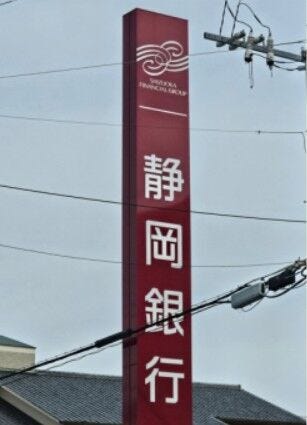 SHIZUOKA
FINANCIAL GROUP
静岡銀行